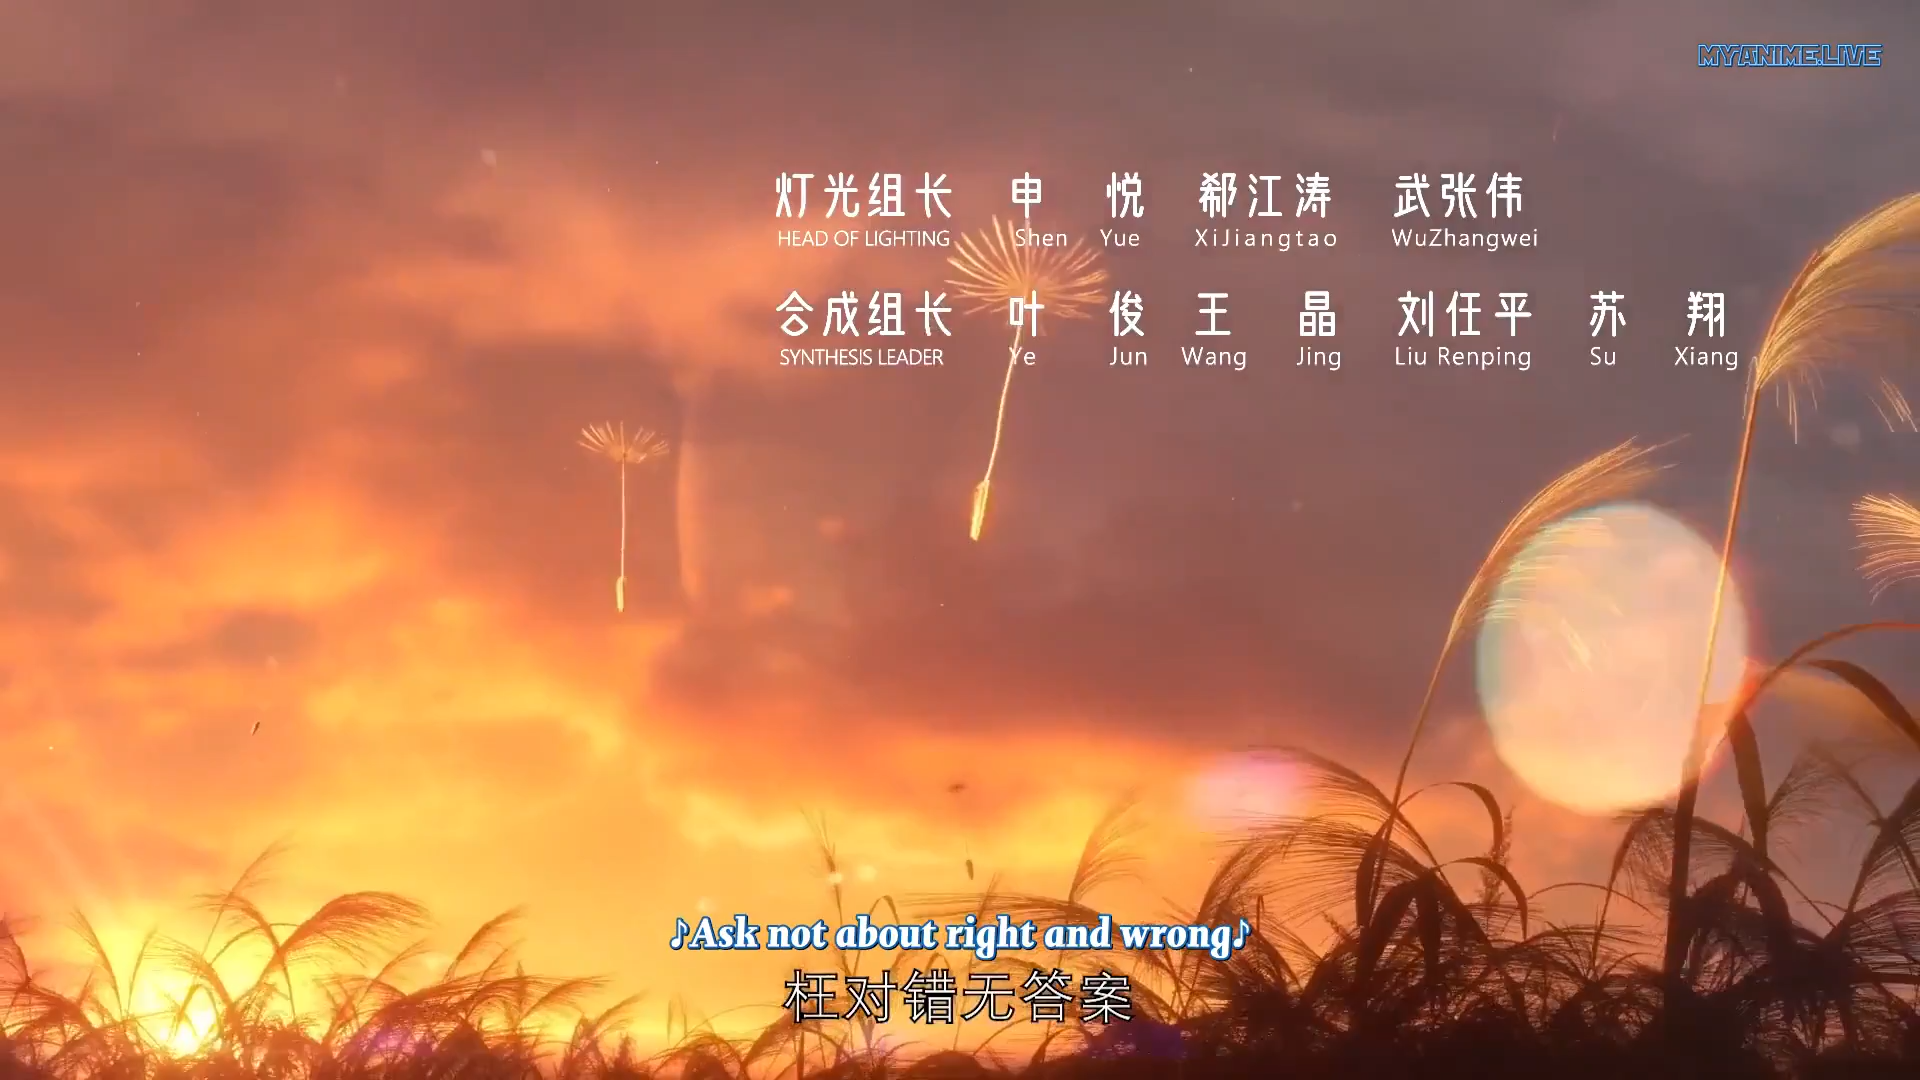 MYANIME.LIVE
灯光组长 申 悦 郗江涛 武张伟
HEAD OF LIGHTING Shen Yue XiJiangtao WuZhangwei
合成组长 叶 俊 王 晶 刘任平 苏 翔
SYNTHESIS LEADER Ye Jun Wang Jing Liu Renping Su Xiang
♪Ask not about right and wrong♪
枉对错无答案